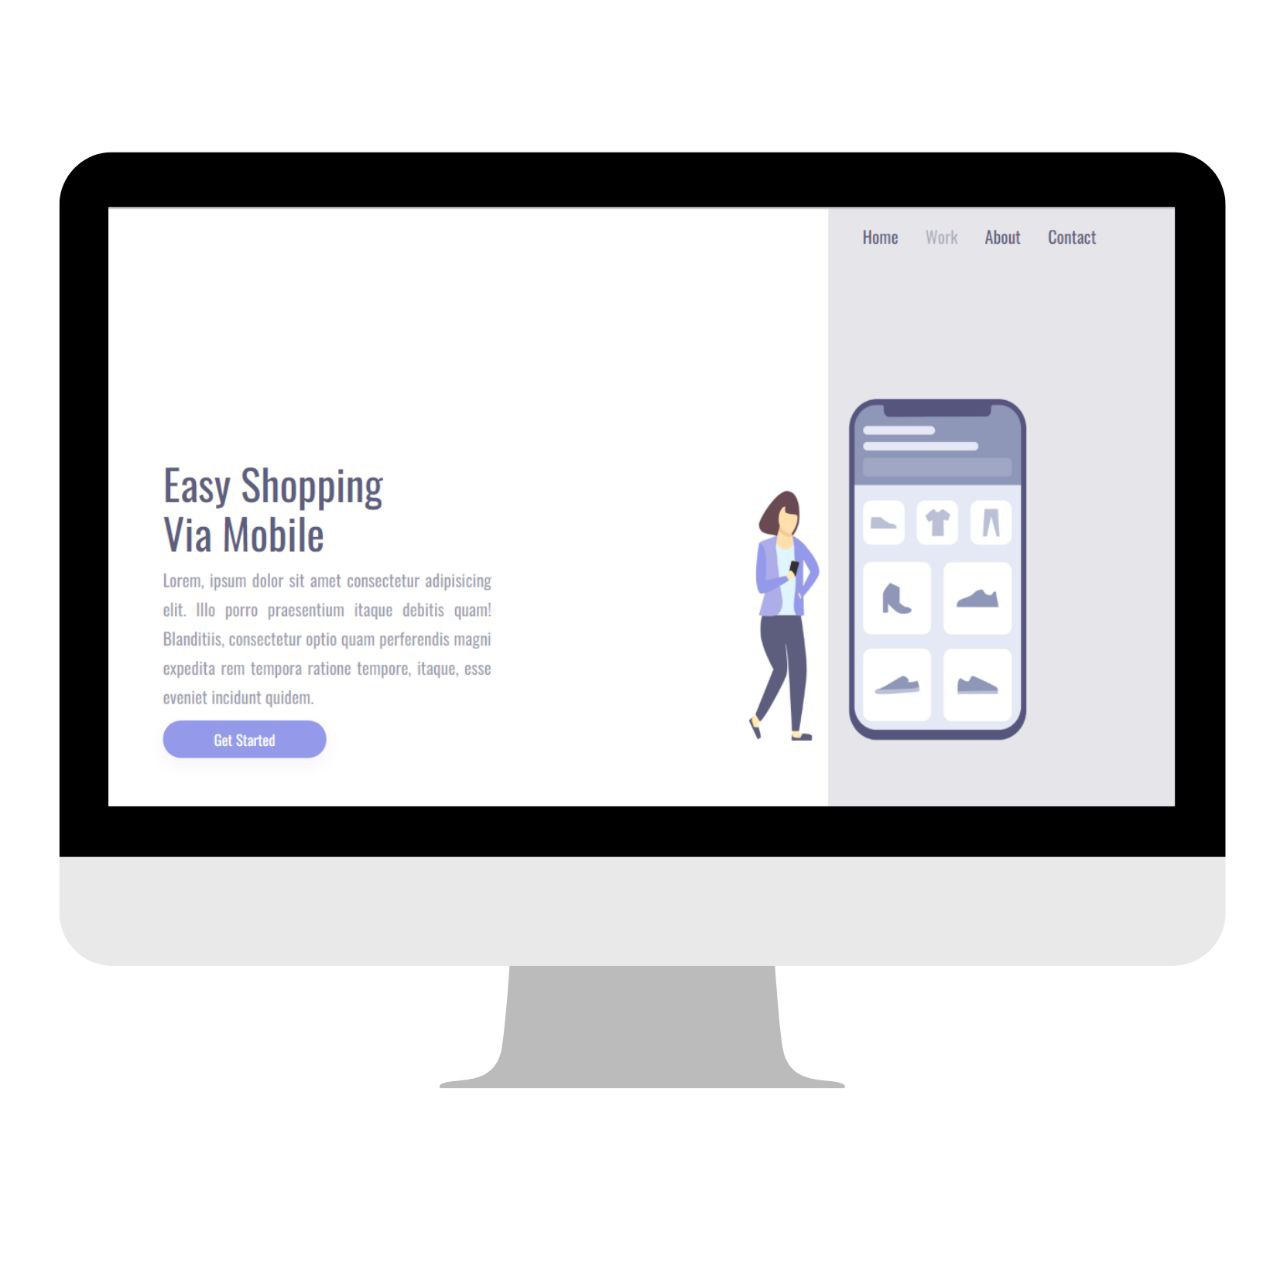 Home Work About Contact
Easy Shopping
Via Mobile
Lorem, ipsum dolor sit amet consectetur adipisicing
elit. Illo porro praesentium itaque debitis quam!
Blanditiis, consectetur optio quam perferendis magni
expedita rem tempora ratione tempore, itaque, esse
eveniet incidunt quidem.
Get Started